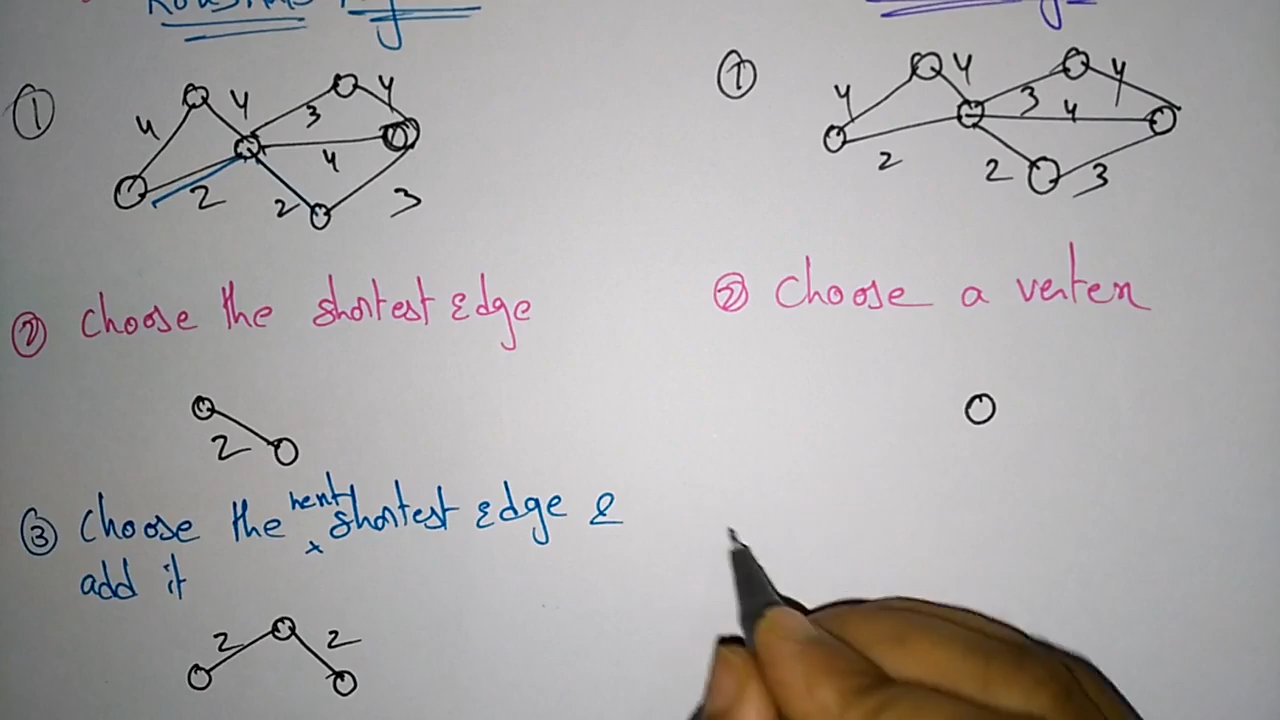 ①
4 4 3 4
4
2 2 3
② choose the shortest Edge
2
③ choose the next shortest Edge &
add it
2 2
①
4 4 3 4
4
2 2 3
② choose a vertex